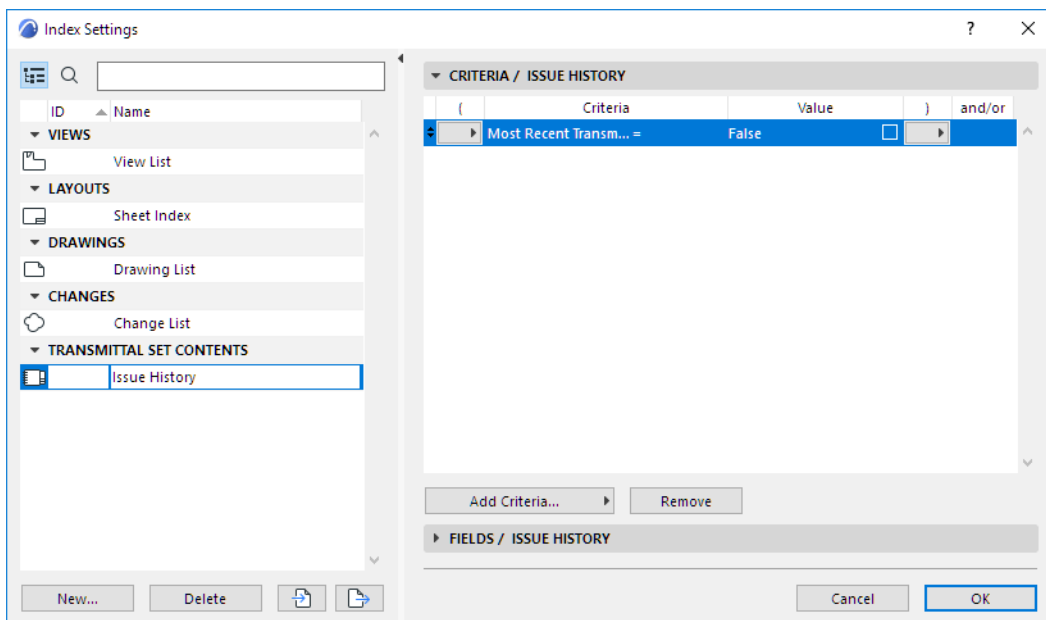 Index Settings
?
ID Name
VIEWS
View List
LAYOUTS
Sheet Index
DRAWINGS
Drawing List
CHANGES
Change List
TRANSMITTAL SET CONTENTS
Issue History
New...
Delete
CRITERIA / ISSUE HISTORY
( Criteria Value ) and/or
Most Recent Transm... = False
Add Criteria...
Remove
FIELDS / ISSUE HISTORY
Cancel
OK